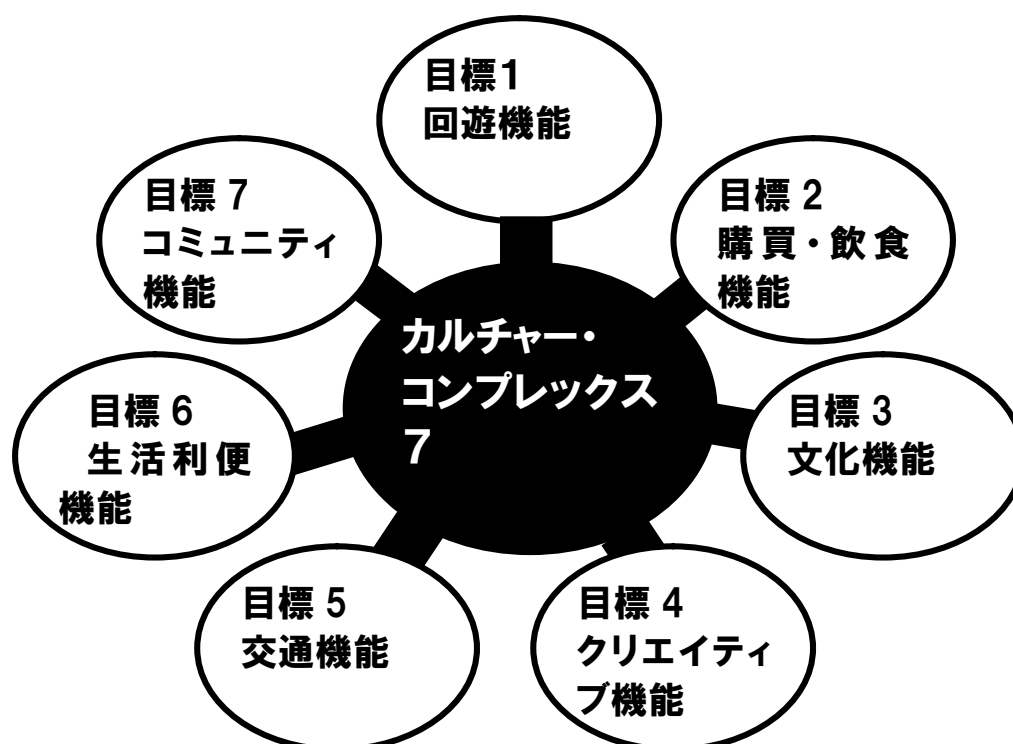 目標1
回遊機能
目標 2
購買・飲食
機能
目標 3
文化機能
目標 4
クリエイティ
ブ機能
目標 5
交通機能
目標 6
生活利便
機能
目標 7
コミュニティ
機能
カルチャー・
コンプレックス
7